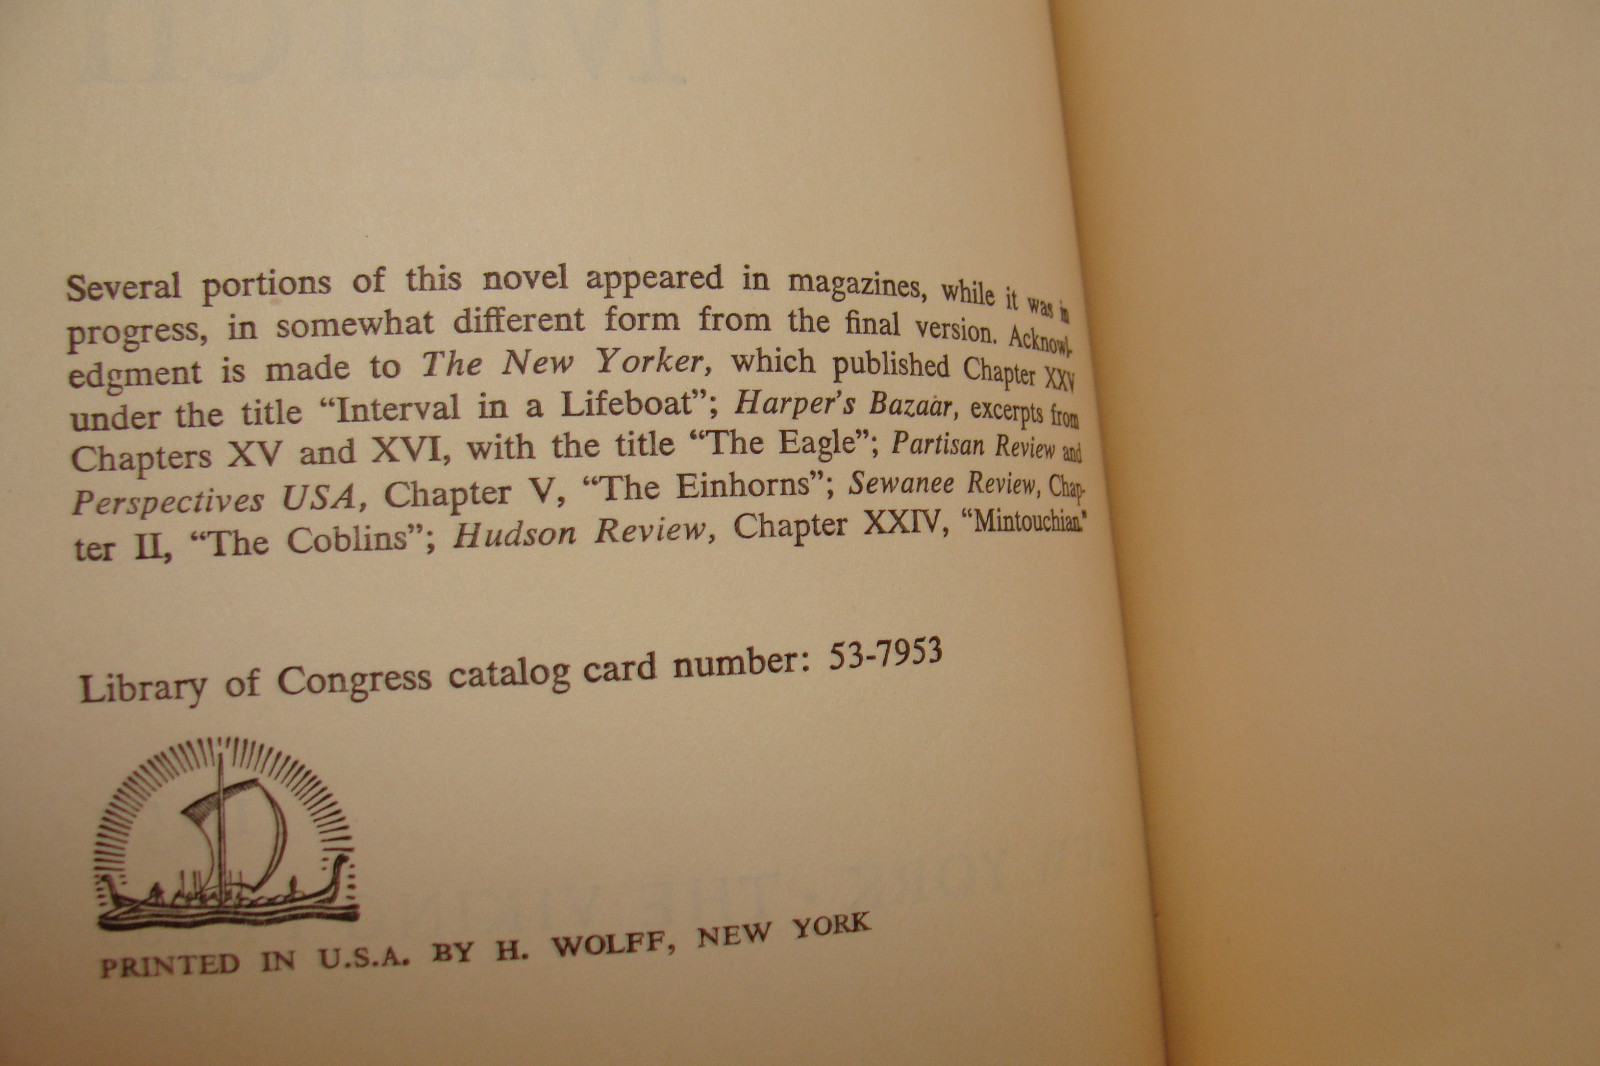 Several portions of this novel appeared in magazines, while it was in
progress, in somewhat different form from the final version. Acknowl-
edgment is made to The New Yorker, which published Chapter XXV
under the title “Interval in a Lifeboat”; Harper's Bazaar, excerpts from
Chapters XV and XVI, with the title “The Eagle”; Partisan Review and
Perspectives USA, Chapter V, “The Einhorns”; Sewanee Review, Chap-
ter II, “The Coblins”; Hudson Review, Chapter XXIV, “Mintouchian.”
Library of Congress catalog card number: 53-7953
PRINTED IN U.S.A. BY H. WOLFF, NEW YORK